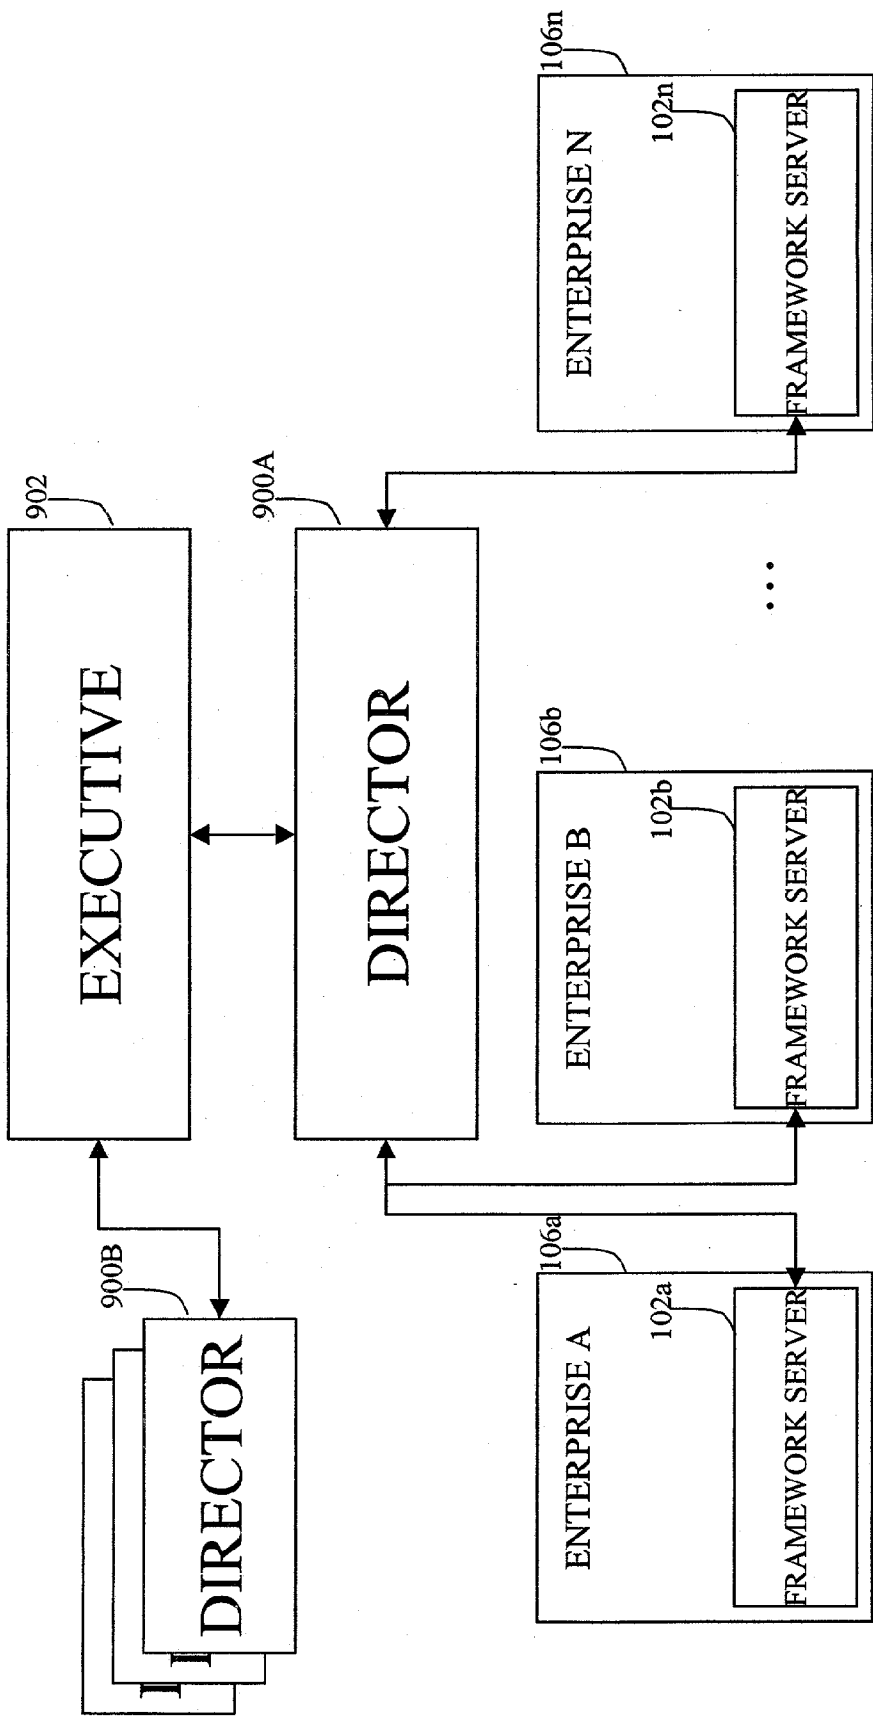 902
EXECUTIVE
900B
DIRECTOR
I
I
900A
DIRECTOR
106a
ENTERPRISE A
102a
FRAMEWORK SERVER
106b
ENTERPRISE B
102b
FRAMEWORK SERVER
...
106n
ENTERPRISE N
102n
FRAMEWORK SERVER